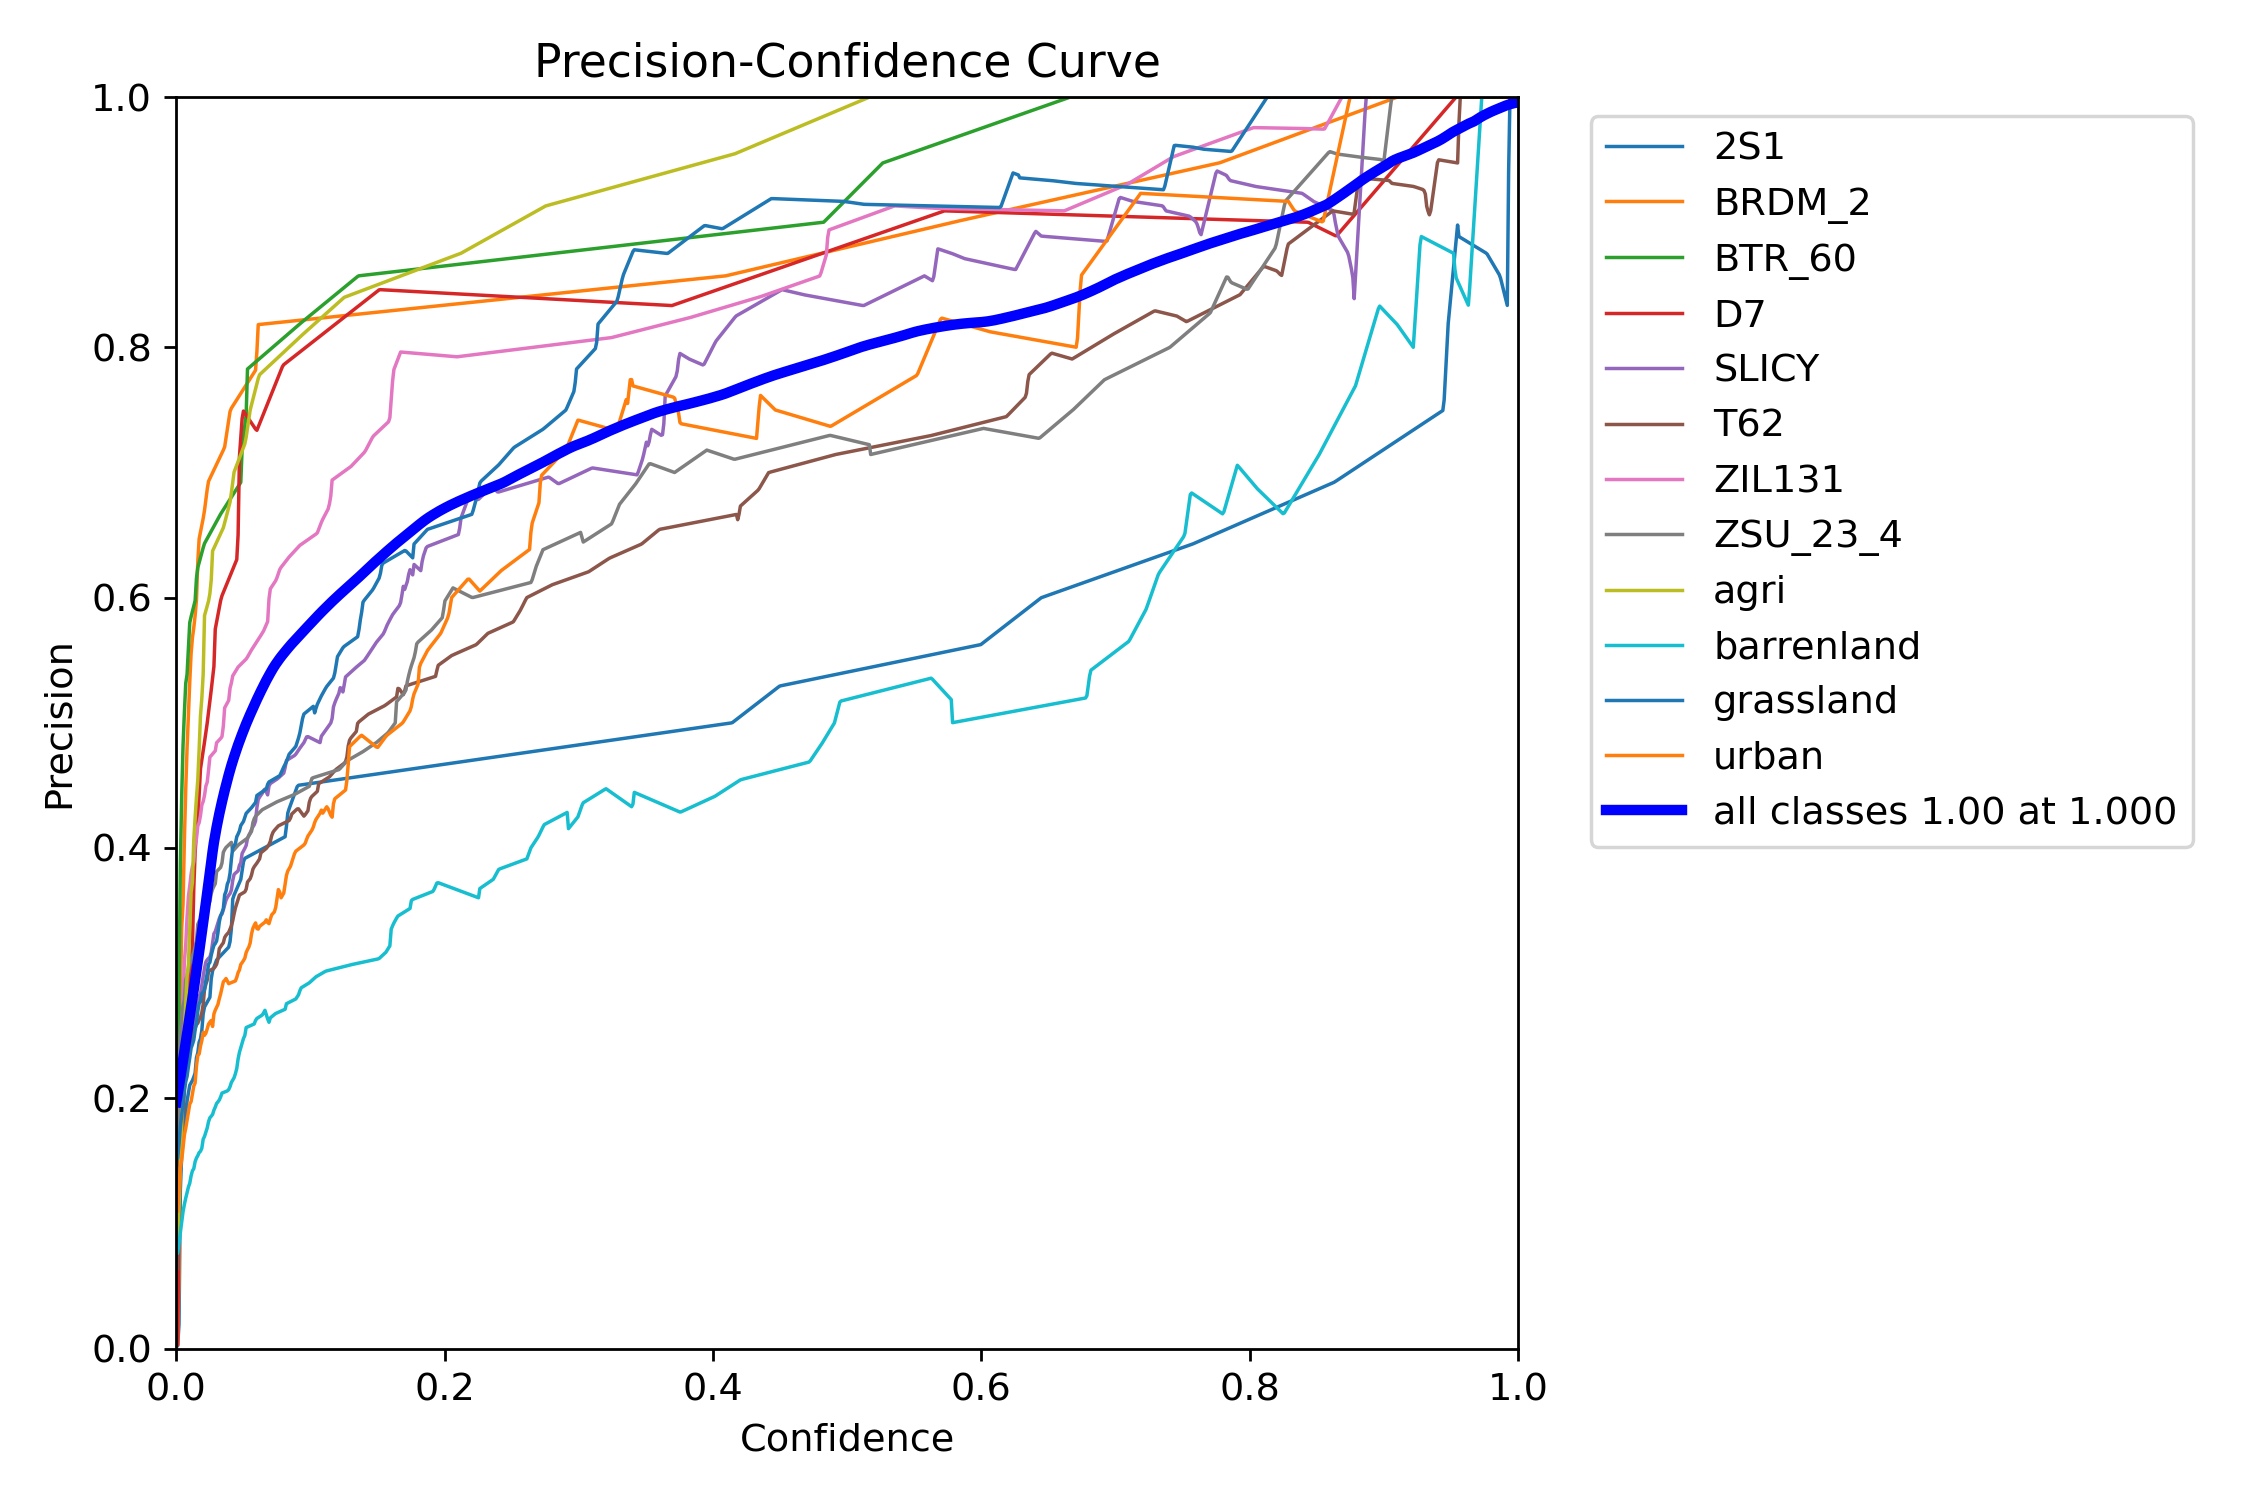 Precision-Confidence Curve
1.0
0.8
0.6
0.4
0.2
0.0
Precision
0.0 0.2 0.4 0.6 0.8 1.0
Confidence
2S1
BRDM_2
BTR_60
D7
SLICY
T62
ZIL131
ZSU_23_4
agri
barrenland
grassland
urban
all classes 1.00 at 1.000